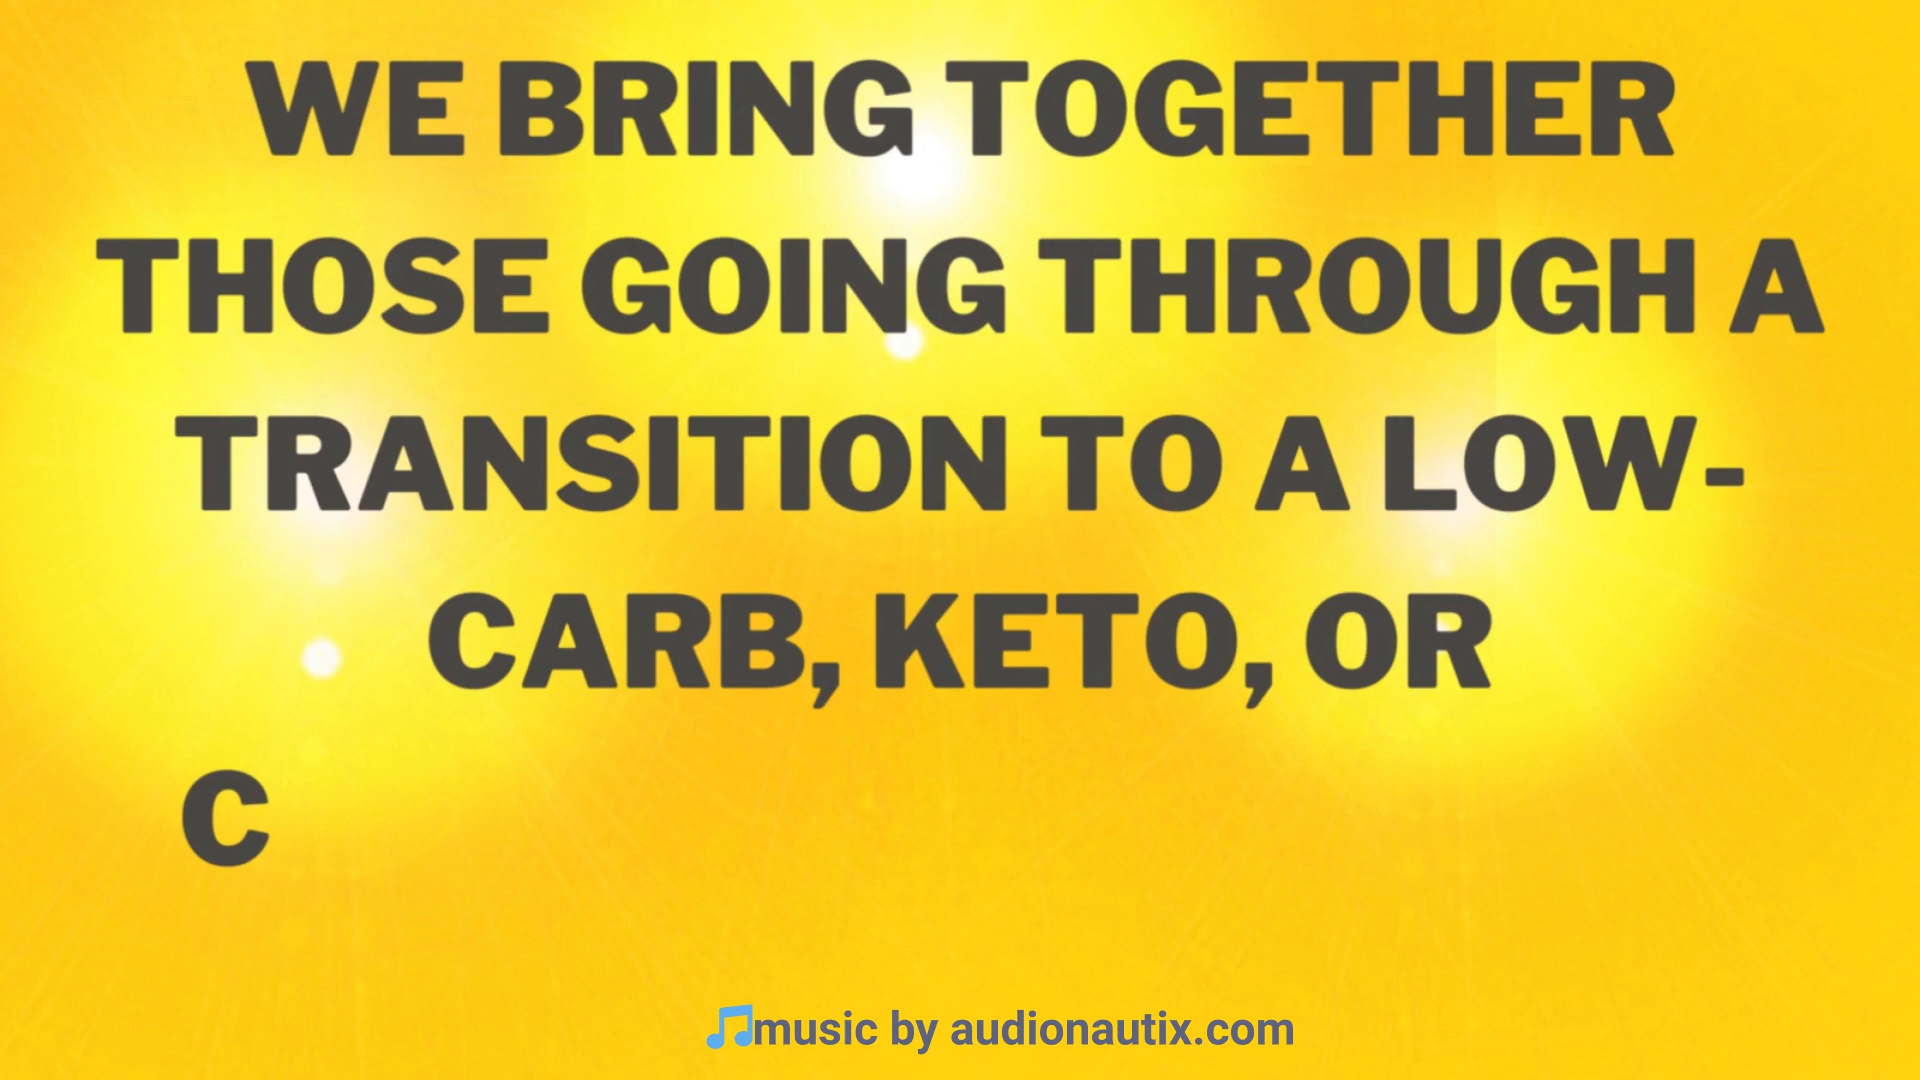 WE BRING TOGETHER
THOSE GOING THROUGH A
TRANSITION TO A LOW-
CARB, KETO, OR
C
music by audionautix.com